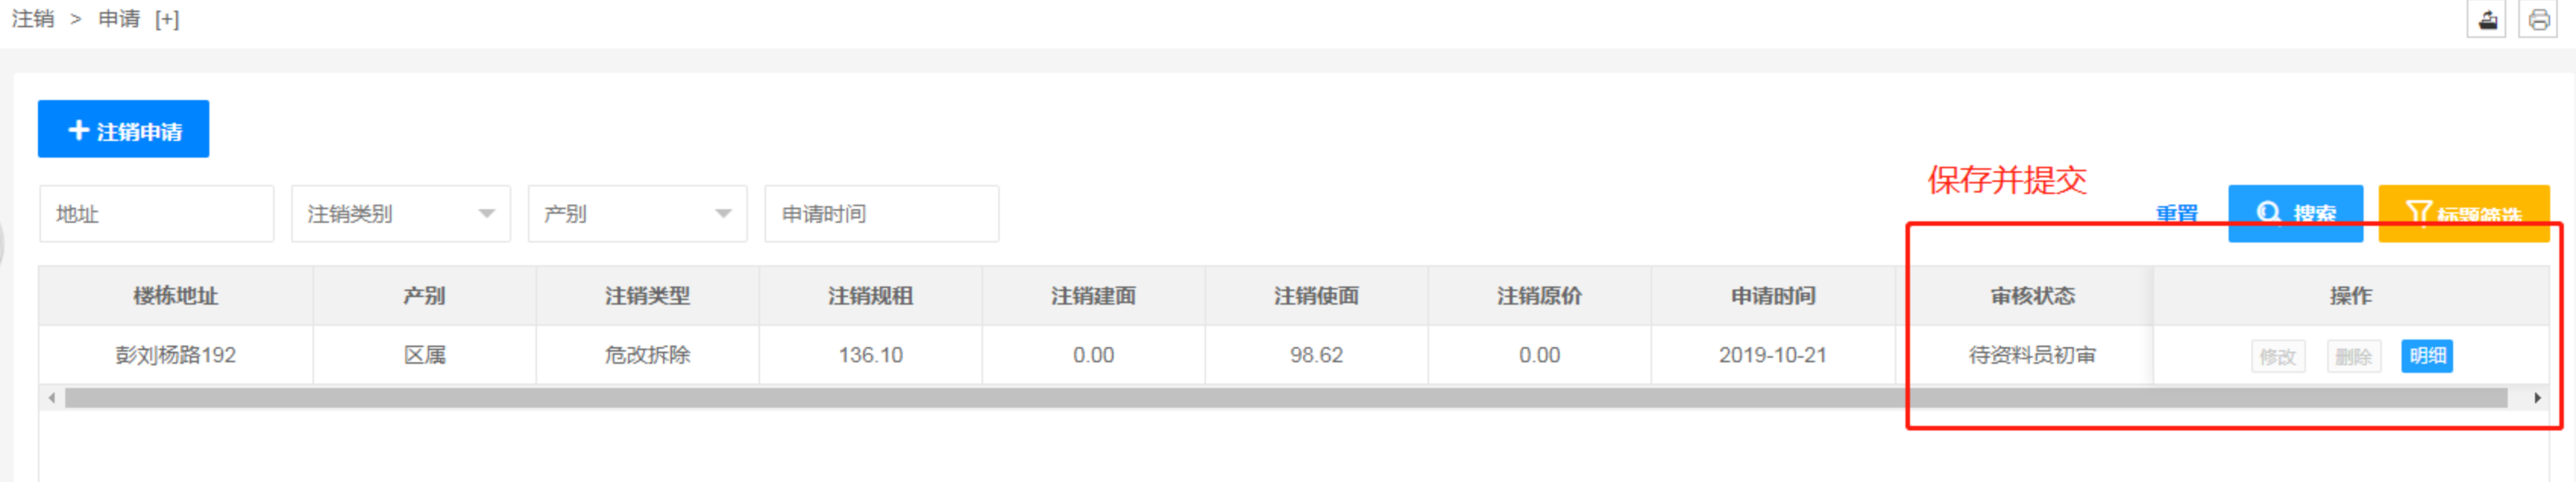 注销 > 申请 [+]
注销申请
保存并提交
地址 注销类别 产别 申请时间 重置 搜索 标题筛选
楼栋地址 产别 注销类型 注销规租 注销建面 注销使面 注销原价 申请时间 审核状态 操作
彭刘杨路192 区属 危改拆除 136.10 0.00 98.62 0.00 2019-10-21 待资料员初审 修改 删除 明细